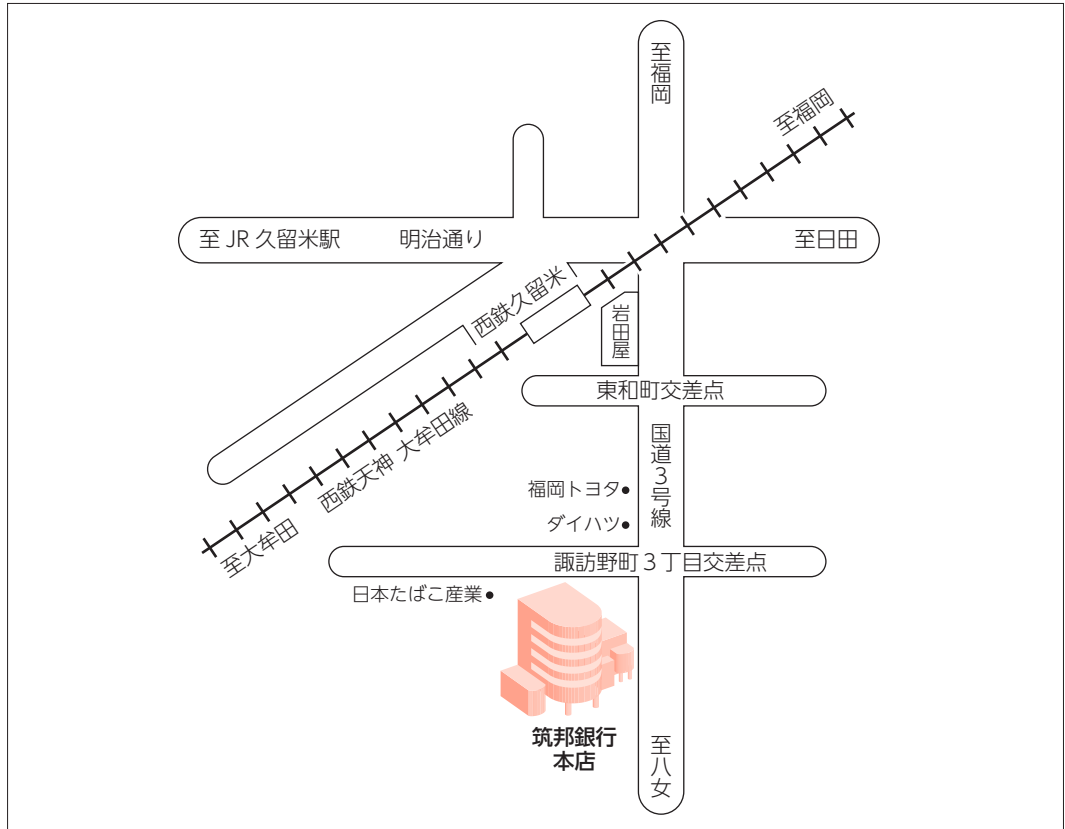 至福岡
至福岡
至 JR 久留米駅
明治通り
至日田
西鉄久留米
岩田屋
東和町交差点
国道3号線
西鉄天神 大牟田線
至大牟田
福岡トヨタ
ダイハツ
諏訪野町3丁目交差点
日本たばこ産業
筑邦銀行
本店
至八女